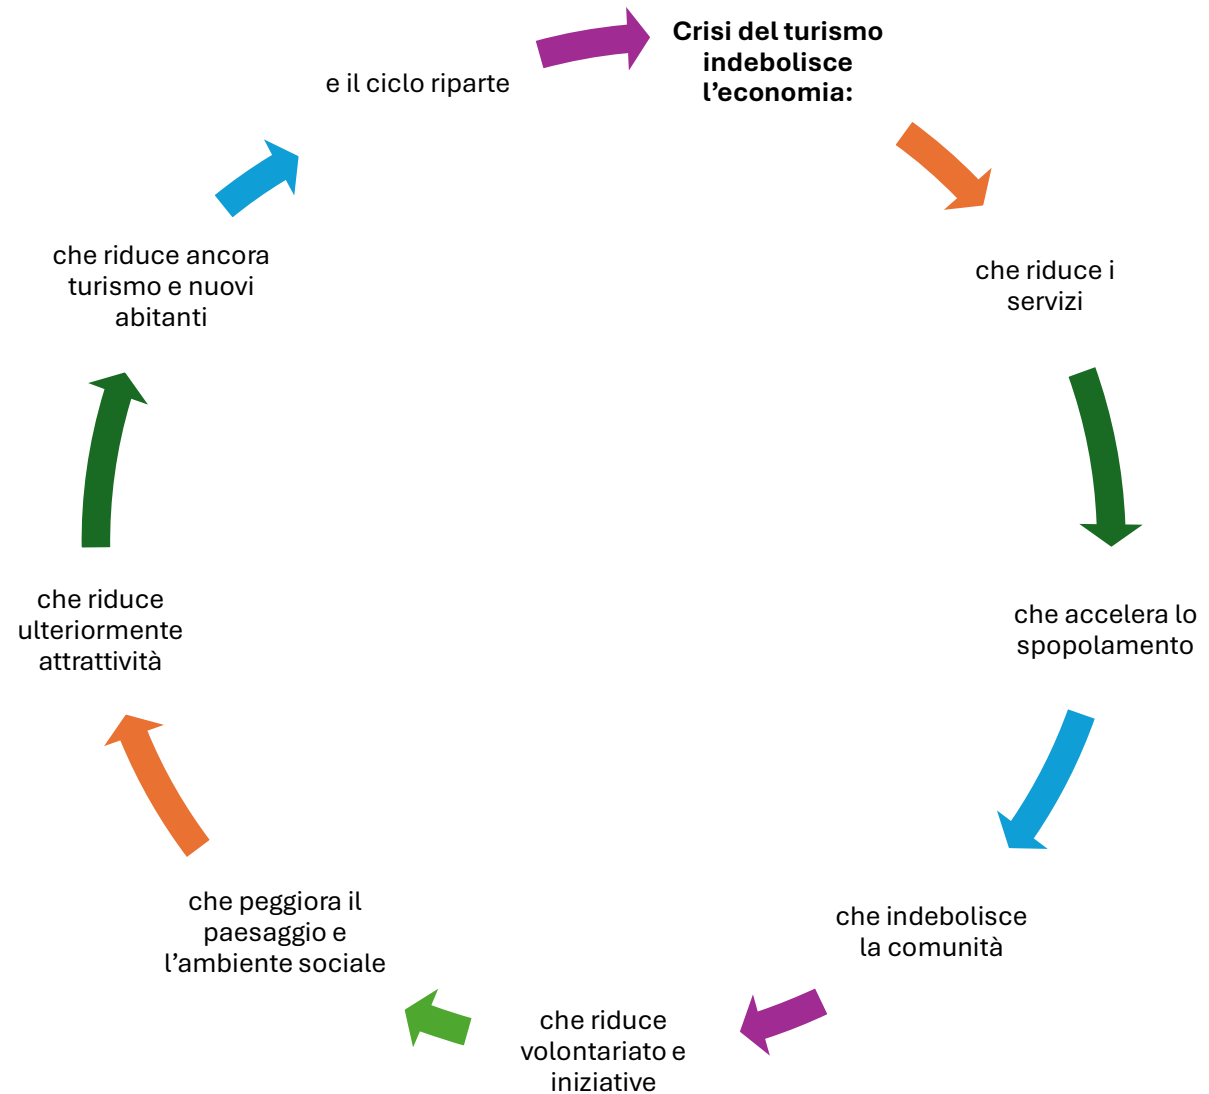 Crisi del turismo
indebolisce
l’economia:
che riduce i
servizi
che accelera lo
spopolamento
che indebolisce
la comunità
che riduce
volontariato e
iniziative
che peggiora il
paesaggio e
l’ambiente sociale
che riduce
ulteriormente
attrattività
che riduce ancora
turismo e nuovi
abitanti
e il ciclo riparte